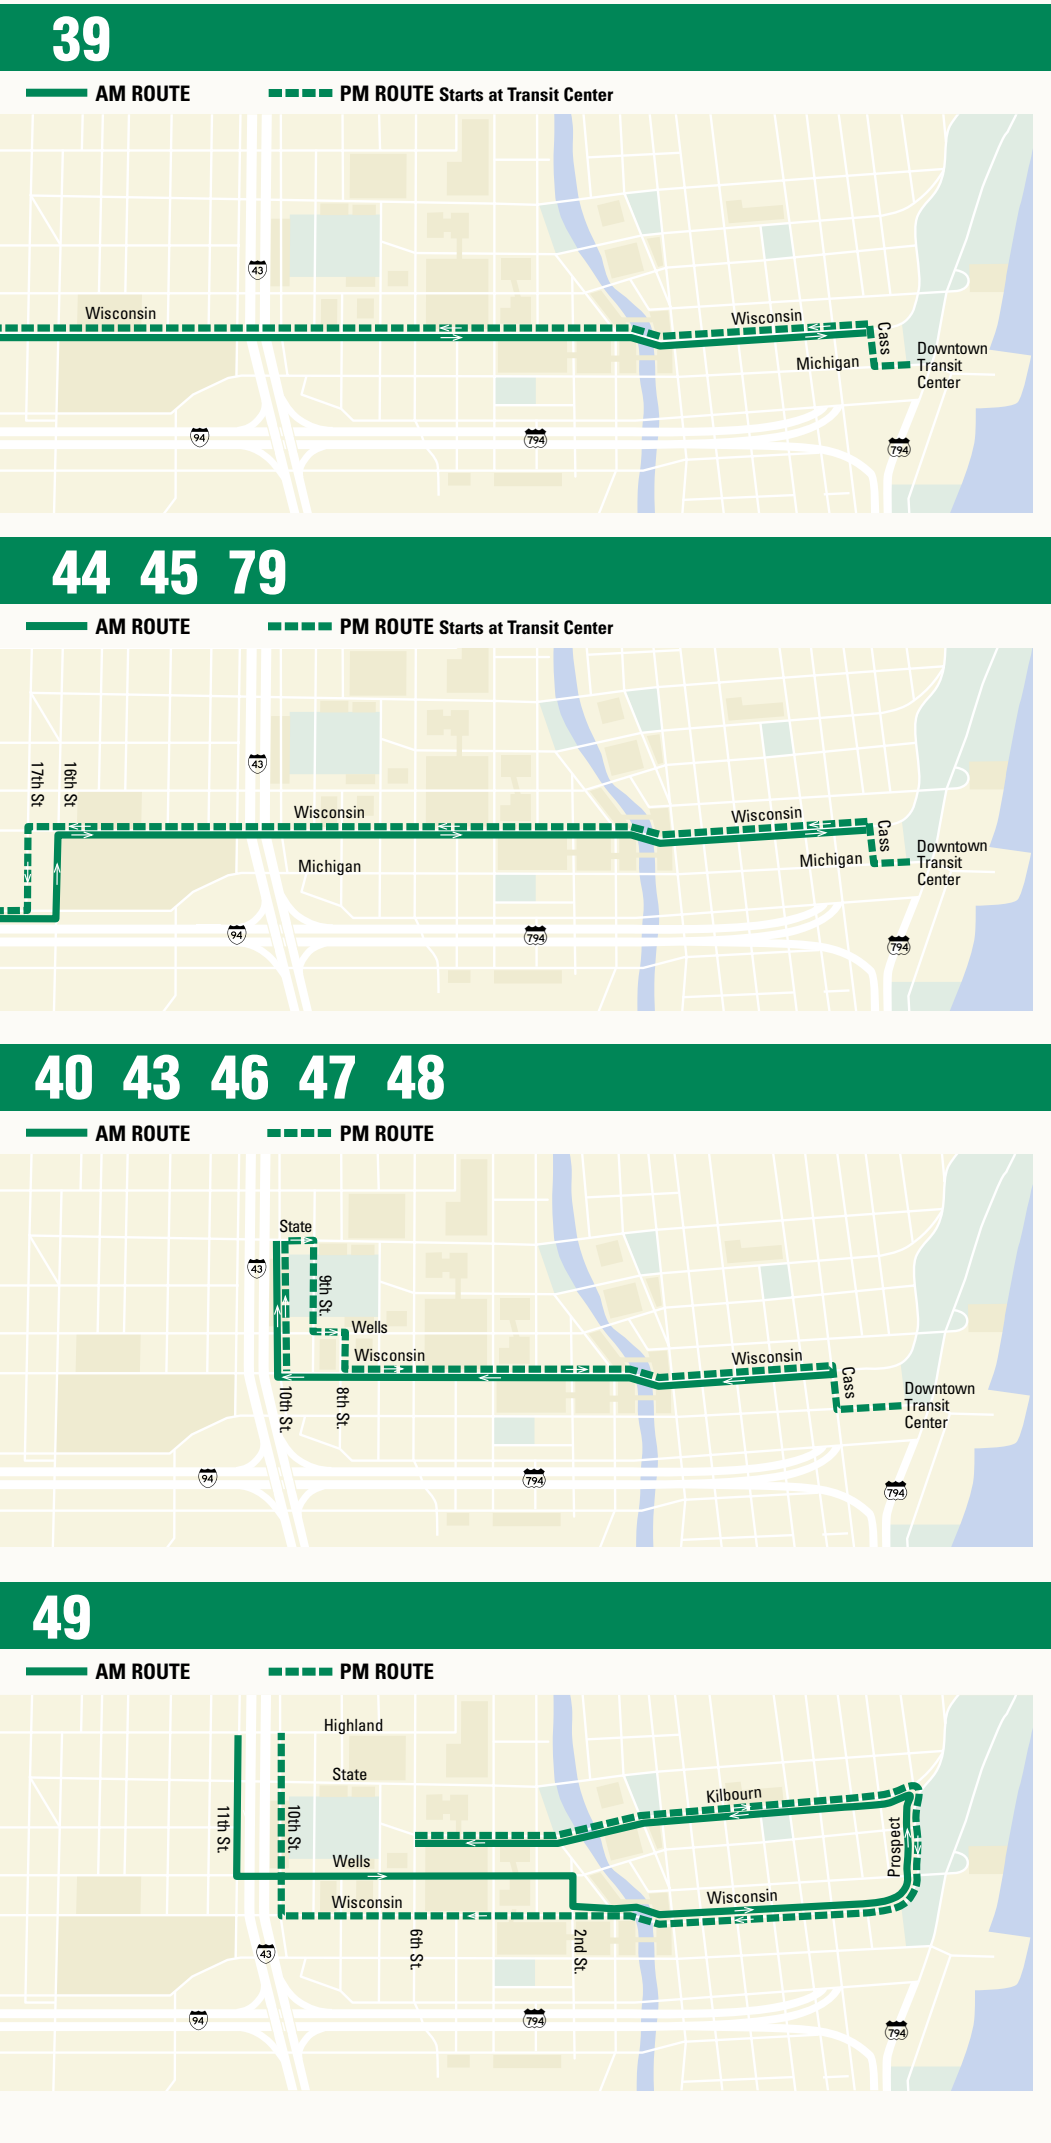 39
AM ROUTE
PM ROUTE Starts at Transit Center
43
Wisconsin
Wisconsin
Cass
Michigan
Downtown
Transit
Center
94
794
794
44 45 79
AM ROUTE
PM ROUTE Starts at Transit Center
17th St
16th St
43
Wisconsin
Wisconsin
Cass
Michigan
Michigan
Downtown
Transit
Center
94
794
794
40 43 46 47 48
AM ROUTE
PM ROUTE
State
43
9th St.
Wells
Wisconsin
Wisconsin
Cass
10th St.
8th St.
Downtown
Transit
Center
94
794
794
49
AM ROUTE
PM ROUTE
Highland
State
Kilbourn
11th St.
10th St.
Prospect
Wells
Wisconsin
Wisconsin
6th St.
2nd St.
43
94
794
794